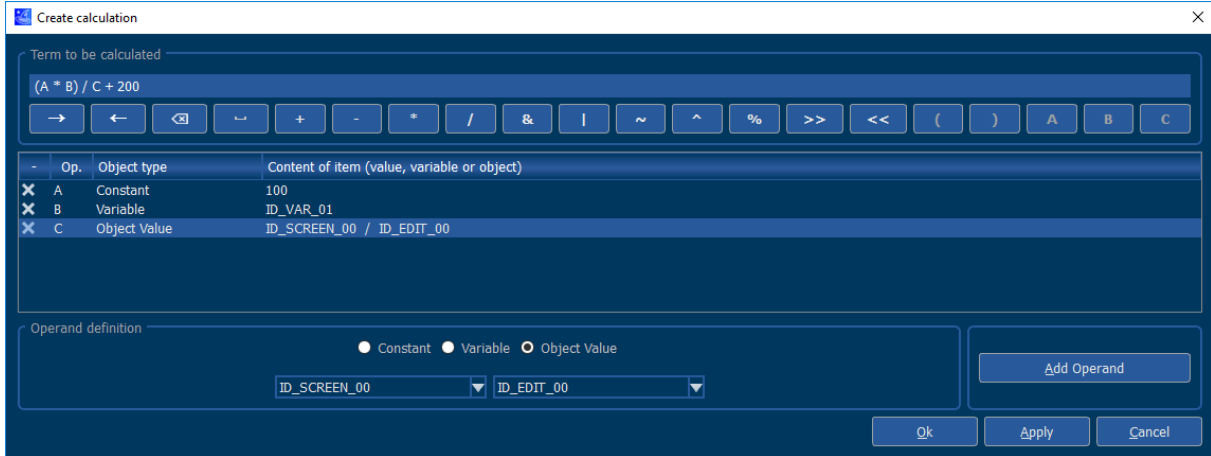 Create calculation
Term to be calculated
(A * B) / C + 200
→ ← ⌫ ⎵ + - * / & | ~ ^ % >> << ( ) A B C
- Op. Object type Content of item (value, variable or object)
A Constant 100
B Variable ID_VAR_01
C Object Value ID_SCREEN_00 / ID_EDIT_00
Operand definition
Constant Variable Object Value
ID_SCREEN_00 ID_EDIT_00
Add Operand
Ok Apply Cancel